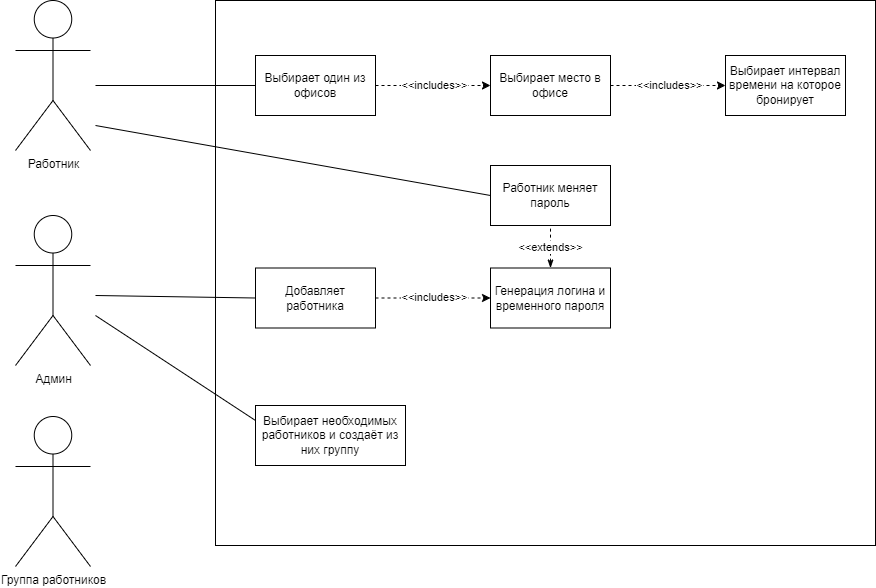 Выбирает один из
офисов
<<includes>>
Выбирает место в
офисе
<<includes>>
Выбирает интервал
времени на которое
бронирует
Работник
Работник меняет
пароль
<<extends>>
Добавляет
работника
<<includes>>
Генерация логина и
временного пароля
Админ
Выбирает необходимых
работников и создаёт из
них группу
Группа работников